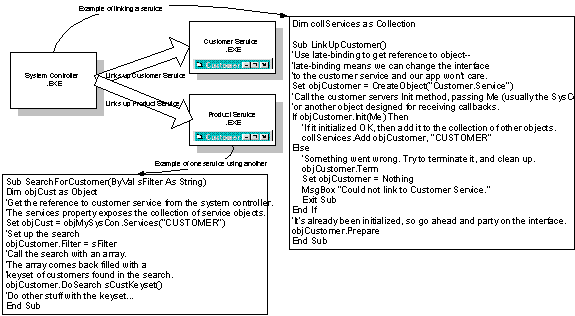 Example of linking a service
Customer Service
.EXE
Customer
System Controller
.EXE
Links up Customer Service
Links up Product Service
Product Service
.EXE
Customer
Example of one service using another
Dim collServices as Collection
Sub LinkUpCustomer()
'Use late-binding to get reference to object--
'late-binding means we can change the interface
'to the customer service and our app won't care.
Set objCustomer = CreateObject("Customer.Service")
'Call the customer servers Init method, passing Me (usually the SysC
'or another object designed for receiving callbacks.
If objCustomer.Init(Me) Then
'If it initialized OK, then add it to the collection of other objects.
collServices.Add objCustomer, "CUSTOMER"
Else
'Something went wrong. Try to terminate it, and clean up.
objCustomer.Term
Set objCustomer = Nothing
MsgBox "Could not link to Customer Service."
Exit Sub
End If
'It's already been initialized, so go ahead and party on the interface.
objCustomer.Prepare
End Sub
Sub SearchForCustomer(ByVal sFilter As String)
Dim objCust as Object
'Get the reference to customer service from the system controller.
'The services property exposes the collection of service objects.
Set objCust = objMySysCon.Services("CUSTOMER")
'Set up the search
objCustomer.Filter = sFilter
'Call the search with an array.
'The array comes back filled with a
'keyset of customers found in the search.
objCustomer.DoSearch sCustKeyset()
'Do other stuff with the keyset...
End Sub